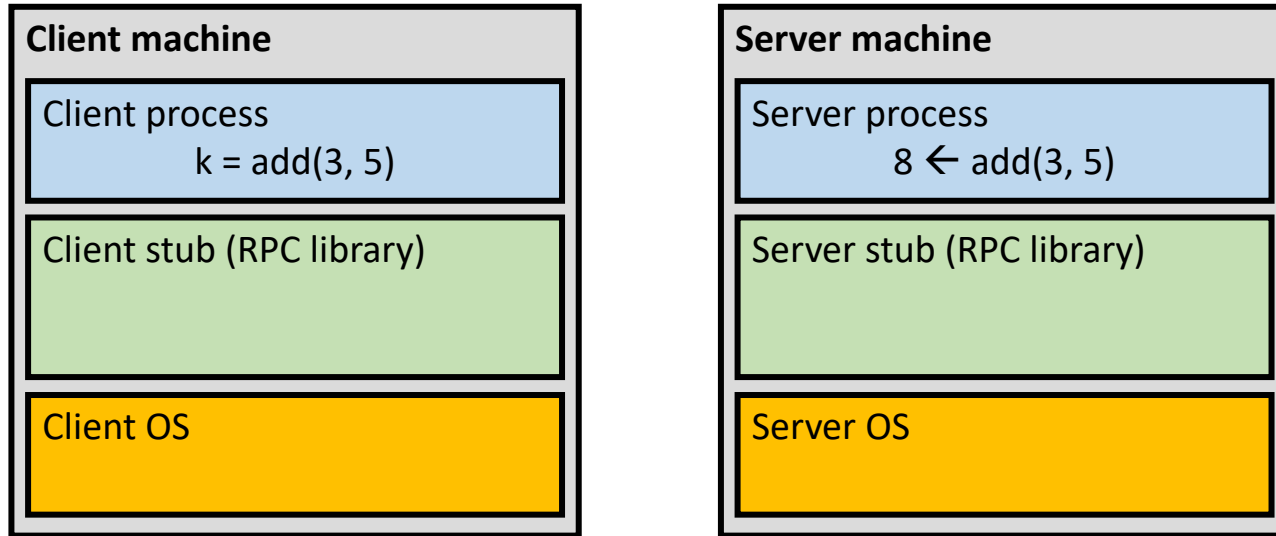 Client machine
Client process
k = add(3, 5)
Client stub (RPC library)
Client OS
Server machine
Server process
8 ← add(3, 5)
Server stub (RPC library)
Server OS